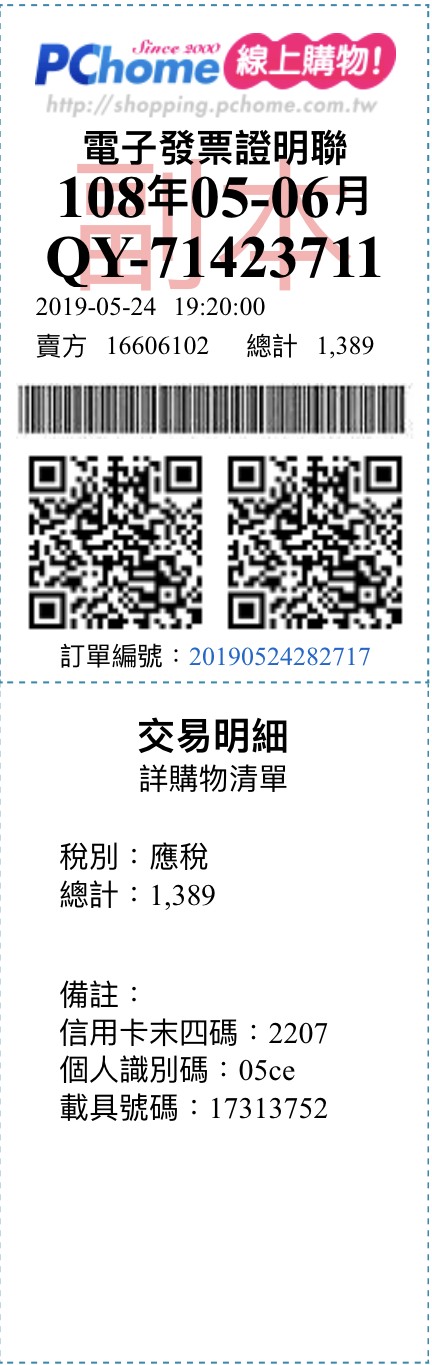 Since 2000
PChome 線上購物!
http://shopping.pchome.com.tw
電子發票證明聯
副本
108年05-06月
QY-71423711
2019-05-24 19:20:00
賣方 16606102 總計 1,389
訂單編號：20190524282717
交易明細
詳購物清單
稅別：應稅
總計：1,389
備註：
信用卡末四碼：2207
個人識別碼：05ce
載具號碼：17313752